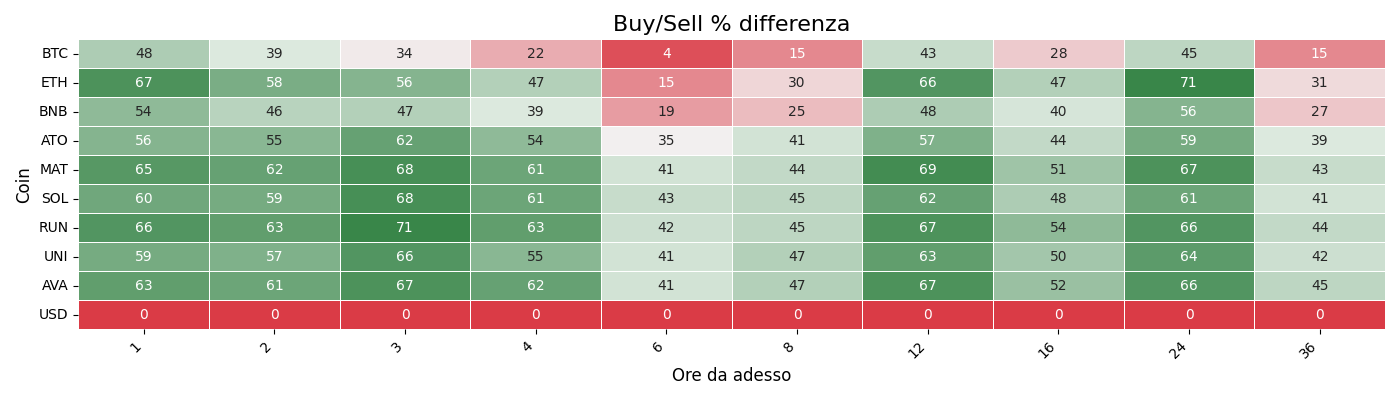 Buy/Sell % differenza
BTC 48 39 34 22 4 15 43 28 45 15
ETH 67 58 56 47 15 30 66 47 71 31
BNB 54 46 47 39 19 25 48 40 56 27
ATO 56 55 62 54 35 41 57 44 59 39
MAT 65 62 68 61 41 44 69 51 67 43
SOL 60 59 68 61 43 45 62 48 61 41
RUN 66 63 71 63 42 45 67 54 66 44
UNI 59 57 66 55 41 47 63 50 64 42
AVA 63 61 67 62 41 47 67 52 66 45
USD 0 0 0 0 0 0 0 0 0 0
1 2 3 4 6 8 12 16 24 36
Coin
Ore da adesso